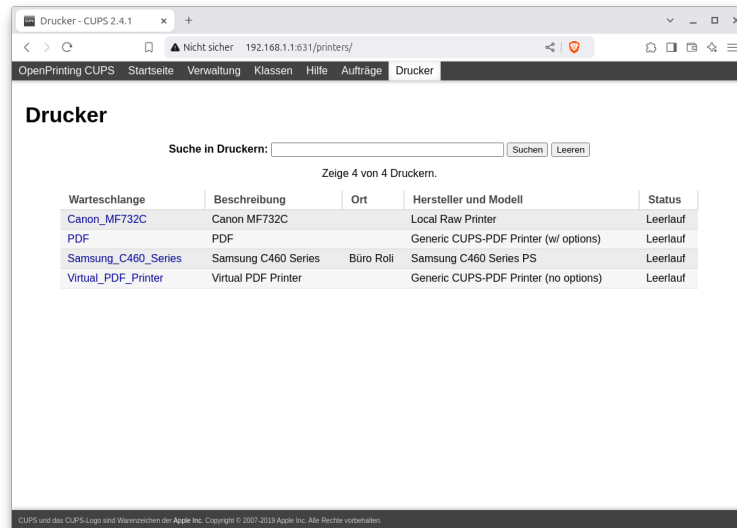 Drucker - CUPS 2.4.1
Nicht sicher 192.168.1.1:631/printers/
OpenPrinting CUPS Startseite Verwaltung Klassen Hilfe Aufträge Drucker
Drucker
Suche in Druckern: Suchen Leeren
Zeige 4 von 4 Druckern.
Warteschlange Beschreibung Ort Hersteller und Modell Status
Canon_MF732C Canon MF732C Local Raw Printer Leerlauf
PDF PDF Generic CUPS-PDF Printer (w/ options) Leerlauf
Samsung_C460_Series Samsung C460 Series Büro Roli Samsung C460 Series PS Leerlauf
Virtual_PDF_Printer Virtual PDF Printer Generic CUPS-PDF Printer (no options) Leerlauf
CUPS und das CUPS-Logo sind Warenzeichen der Apple Inc. Copyright © 2007-2019 Apple Inc. Alle Rechte vorbehalten.